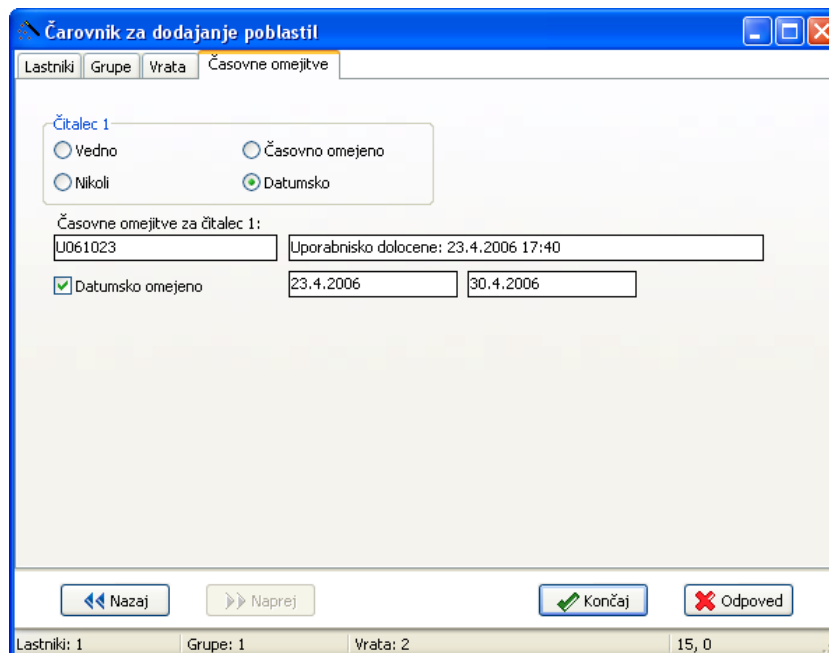 Čarovnik za dodajanje poblastil
Lastniki Grupe Vrata Časovne omejitve
Čitalec 1
Vedno Časovno omejeno
Nikoli Datumsko
Časovne omejitve za čitalec 1:
U061023 Uporabnisko dolocene: 23.4.2006 17:40
Datumsko omejeno 23.4.2006 30.4.2006
Nazaj Naprej Končaj Odpoved
Lastniki: 1 Grupe: 1 Vrata: 2 15, 0